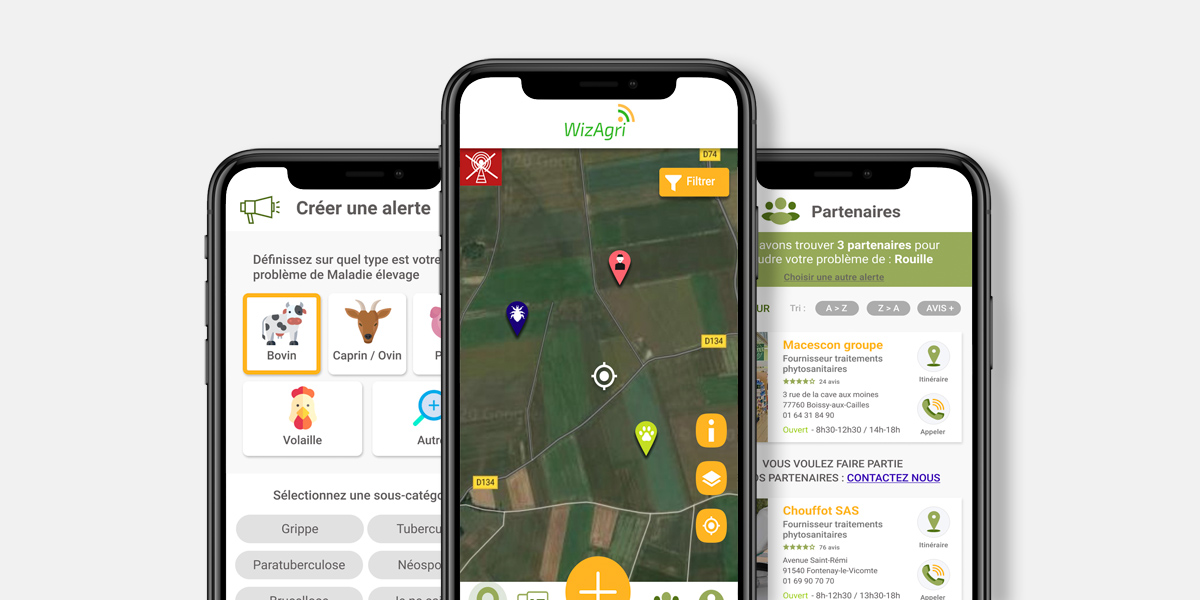 Créer une alerte
Définissez sur quel type est votre
problème de Maladie élevage
Bovin
Caprin / Ovin
P
Volaille
Autr
Sélectionnez une sous-catégo
Grippe
Tubercu
Paratuberculose
Néospo
WizAgri
D74
Filtrer
D134
D134
Partenaires
avons trouver 3 partenaires pour
udre votre problème de : Rouille
Choisir une autre alerte
UR
Tri :
A > Z
Z > A
AVIS +
Macescon groupe
Fournisseur traitements
phytosanitaires
24 avis
3 rue de la cave aux moines
77760 Boissy-aux-Cailles
01 64 31 84 90
Ouvert - 8h30-12h30 / 14h-18h
Itinéraire
Appeler
VOUS VOULEZ FAIRE PARTIE
OS PARTENAIRES : CONTACTEZ NOUS
Chouffot SAS
Fournisseur traitements
phytosanitaires
76 avis
Avenue Saint-Rémi
91540 Fontenay-le-Vicomte
01 69 90 70 70
Ouvert - 8h-12h30 / 13h30-18h
Itinéraire
Appeler